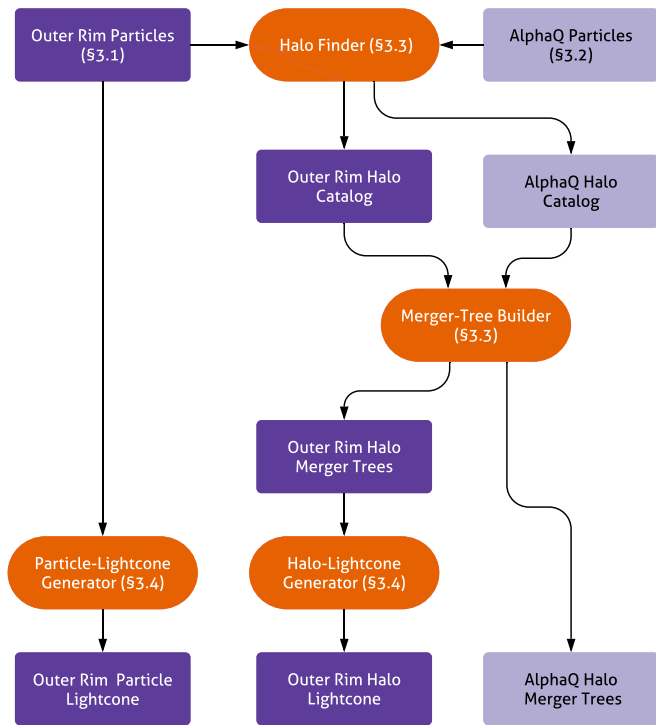 Outer Rim Particles
(§3.1)
Halo Finder (§3.3)
AlphaQ Particles
(§3.2)
Outer Rim Halo
Catalog
AlphaQ Halo
Catalog
Merger-Tree Builder
(§3.3)
Outer Rim Halo
Merger Trees
Particle-Lightcone
Generator (§3.4)
Halo-Lightcone
Generator (§3.4)
Outer Rim Particle
Lightcone
Outer Rim Halo
Lightcone
AlphaQ Halo
Merger Trees